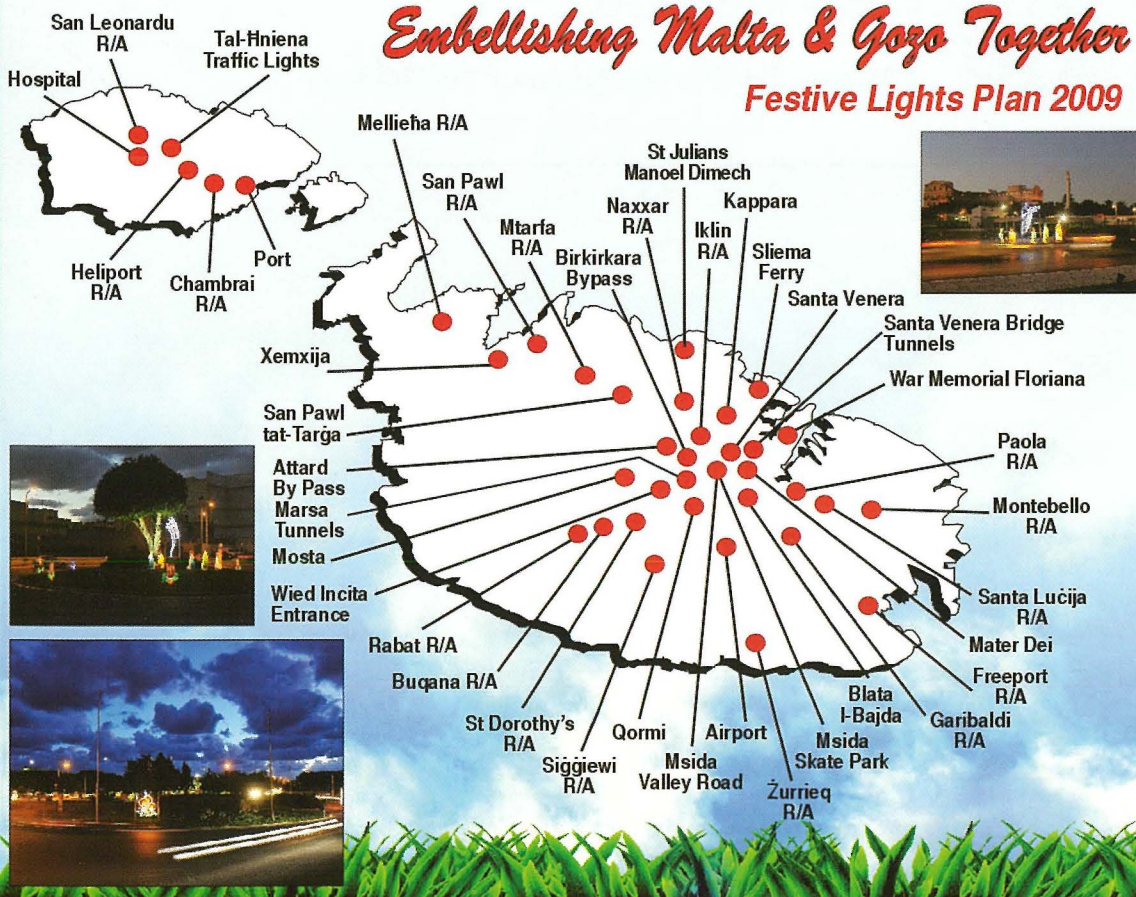 Embellishing Malta & Gozo Together
Festive Lights Plan 2009
San Leonardu
R/A
Tal-Ħniena
Traffic Lights
Hospital
Heliport
R/A
Chambrai
R/A
Port
Mellieħa R/A
San Pawl
R/A
Mtarfa
R/A
Birkirkara
Bypass
Naxxar
R/A
St Julians
Manoel Dimech
Iklin
R/A
Kappara
Sliema
Ferry
Santa Venera
Santa Venera Bridge
Tunnels
War Memorial Floriana
Paola
R/A
Montebello
R/A
Santa Luċija
R/A
Mater Dei
Freeport
R/A
Garibaldi
R/A
Blata
l-Bajda
Msida
Skate Park
Żurrieq
R/A
Airport
Msida
Valley Road
Qormi
Siġġiewi
R/A
St Dorothy's
R/A
Buqana R/A
Rabat R/A
Wied Incita
Entrance
Mosta
Marsa
Tunnels
Attard
By Pass
San Pawl
tat-Tarġa
Xemxija